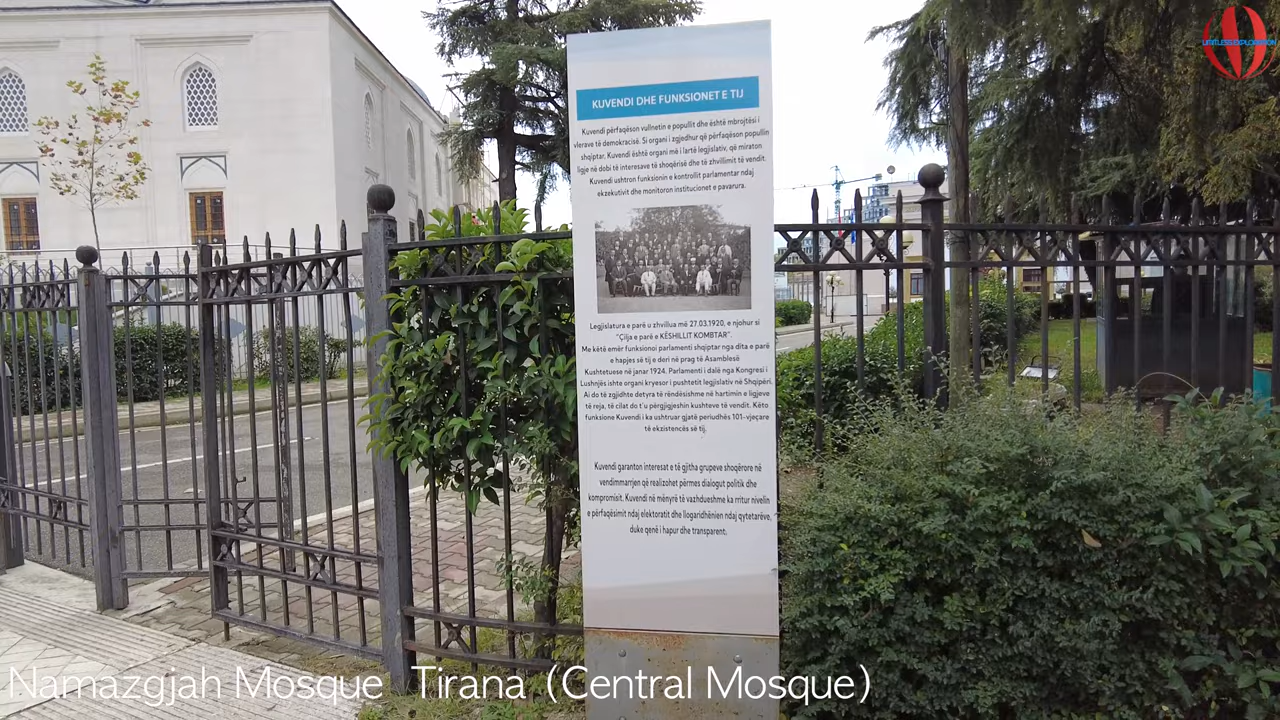 LIMITLESS EXPLORATION
KUVENDI DHE FUNKSIONET E TIJ
Kuvendi përfaqëson vullnetin e popullit dhe është mbrojtësi i
vlerave të demokracisë. Si organi i zgjedhur që përfaqëson popullin
shqiptar, Kuvendi është organi më i lartë legjislativ, që miraton
ligje në dobi të interesave të shoqërisë dhe të zhvillimit të vendit.
Kuvendi ushtron funksionin e kontrollit parlamentar ndaj
ekzekutivit dhe monitoron institucionet e pavarura.
Legjislatura e parë u zhvillua më 27.03.1920, e njohur si
"Çilja e parë e KËSHILLIT KOMBTAR".
Me këtë emër funksionoi parlamenti shqiptar nga dita e parë
e hapjes së tij e deri në prag të Asamblesë
Kushtetuese në janar 1924. Parlamenti i dalë nga Kongresi i
Lushnjës ishte organi kryesor i pushtetit legjislativ në Shqipëri.
Ai do të zgjidhte detyra të rëndësishme në hartimin e ligjeve
të reja, të cilat do t'u përgjigjeshin kushteve të vendit. Këto
funksione Kuvendi i ka ushtruar gjatë periudhës 101-vjeçare
të ekzistencës së tij.
Kuvendi garanton interesat e të gjitha grupeve shoqërore në
vendimmarrjen që realizohet përmes dialogut politik dhe
kompromisit. Kuvendi në mënyrë të vazhdueshme ka rritur nivelin
e përfaqësimit ndaj elektoratit dhe llogaridhënien ndaj qytetarëve,
duke qenë i hapur dhe transparent.
Namazgjah Mosque Tirana (Central Mosque)